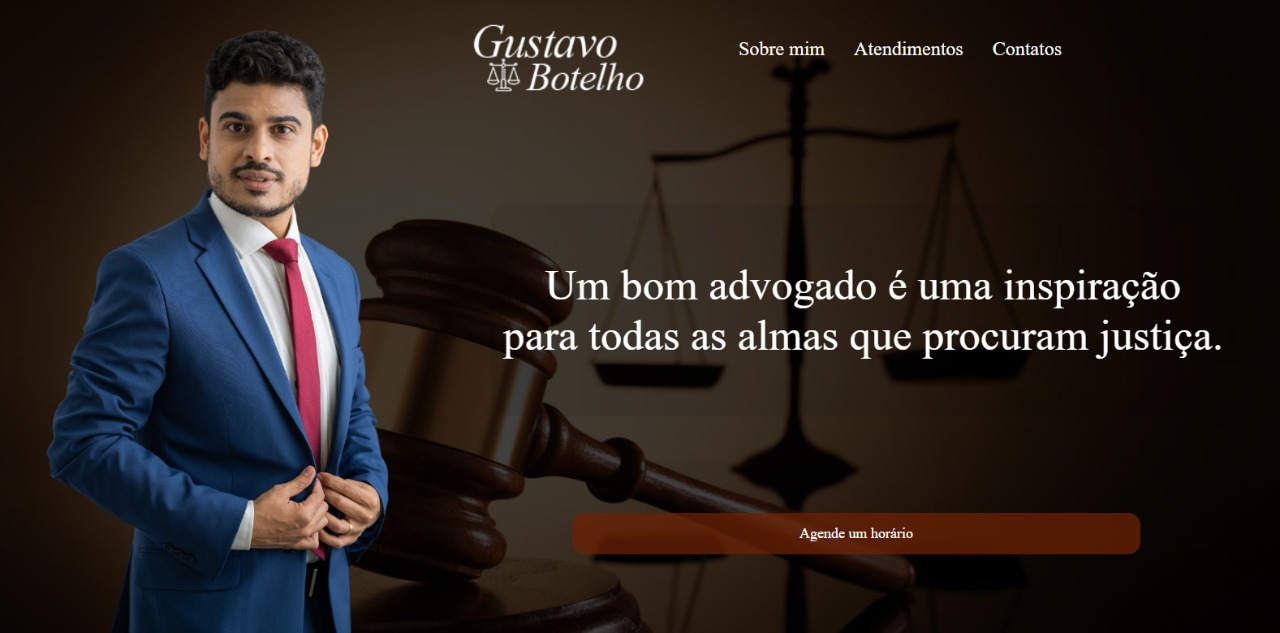 Gustavo
Botelho
Sobre mim Atendimentos Contatos
Um bom advogado é uma inspiração
para todas as almas que procuram justiça.
Agende um horário